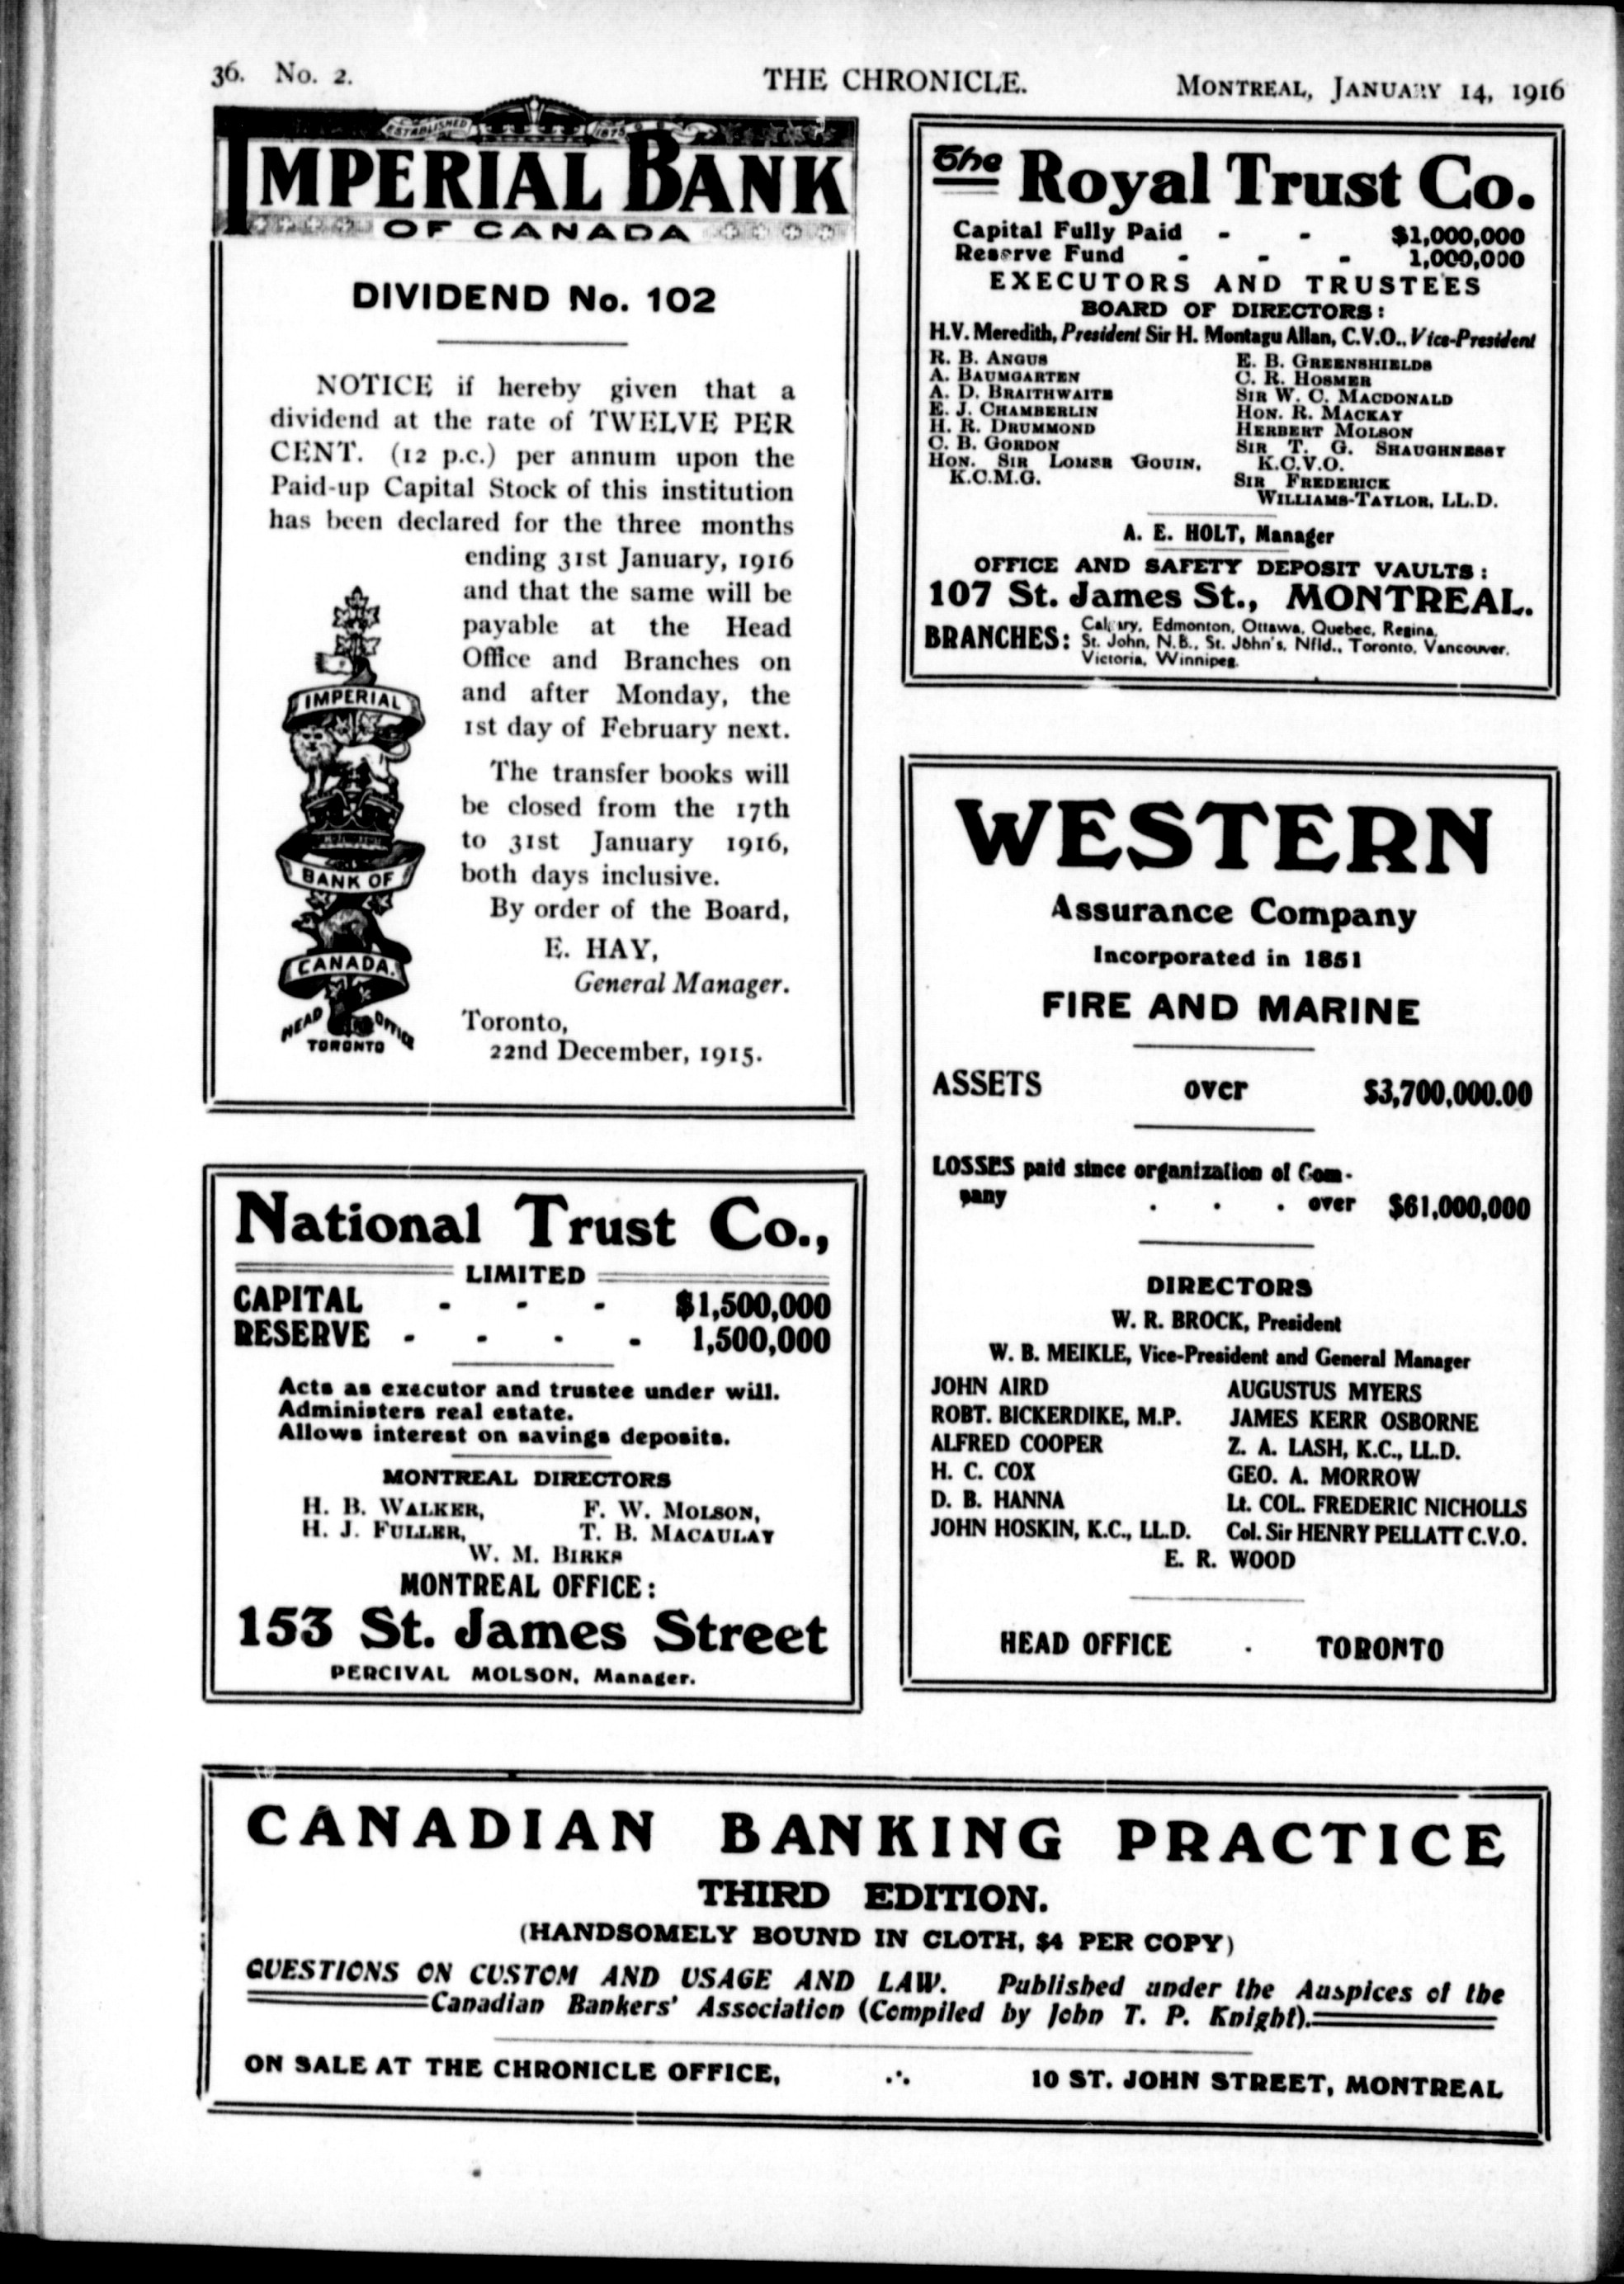 36. No. 2. THE CHRONICLE. MONTREAL, JANUARY 14, 1916
ESTABLISHED 1875
IMPERIAL BANK
OF CANADA
DIVIDEND No. 102
NOTICE if hereby given that a
dividend at the rate of TWELVE PER
CENT. (12 p.c.) per annum upon the
Paid-up Capital Stock of this institution
has been declared for the three months
ending 31st January, 1916
and that the same will be
payable at the Head
Office and Branches on
and after Monday, the
1st day of February next.
The transfer books will
be closed from the 17th
to 31st January 1916,
both days inclusive.
By order of the Board,
E. HAY,
General Manager.
Toronto,
22nd December, 1915.
IMPERIAL
BANK OF
CANADA.
HEAD OFFICE
TORONTO
National Trust Co.,
LIMITED
CAPITAL - - - $1,500,000
RESERVE - - - - 1,500,000
Acts as executor and trustee under will.
Administers real estate.
Allows interest on savings deposits.
MONTREAL DIRECTORS
H. B. WALKER, F. W. MOLSON,
H. J. FULLER, T. B. MACAULAY
W. M. BIRKS
MONTREAL OFFICE:
153 St. James Street
PERCIVAL MOLSON, Manager.
The Royal Trust Co.
Capital Fully Paid - - $1,000,000
Reserve Fund - - - 1,000,000
EXECUTORS AND TRUSTEES
BOARD OF DIRECTORS:
H.V. Meredith, President Sir H. Montagu Allan, C.V.O., Vice-President
R. B. ANGUS E. B. GREENSHIELDS
A. BAUMGARTEN C. R. HOSMER
A. D. BRAITHWAITE SIR W. C. MACDONALD
E. J. CHAMBERLIN HON. R. MACKAY
H. R. DRUMMOND HERBERT MOLSON
C. B. GORDON SIR T. G. SHAUGHNESSY
HON. SIR LOMER GOUIN, K.C.V.O.
K.C.M.G. SIR FREDERICK
WILLIAMS-TAYLOR, LL.D.
A. E. HOLT, Manager
OFFICE AND SAFETY DEPOSIT VAULTS:
107 St. James St., MONTREAL.
BRANCHES: Calgary, Edmonton, Ottawa, Quebec, Regina,
St. John, N.B., St. John's, Nfld., Toronto, Vancouver,
Victoria, Winnipeg.
WESTERN
Assurance Company
Incorporated in 1851
FIRE AND MARINE
ASSETS over $3,700,000.00
LOSSES paid since organization of Com-
pany . . . over $61,000,000
DIRECTORS
W. R. BROCK, President
W. B. MEIKLE, Vice-President and General Manager
JOHN AIRD AUGUSTUS MYERS
ROBT. BICKERDIKE, M.P. JAMES KERR OSBORNE
ALFRED COOPER Z. A. LASH, K.C., LL.D.
H. C. COX GEO. A. MORROW
D. B. HANNA Lt. COL. FREDERIC NICHOLLS
JOHN HOSKIN, K.C., LL.D. Col. Sir HENRY PELLATT C.V.O.
E. R. WOOD
HEAD OFFICE . TORONTO
CANADIAN BANKING PRACTICE
THIRD EDITION.
(HANDSOMELY BOUND IN CLOTH, $4 PER COPY)
QUESTIONS ON CUSTOM AND USAGE AND LAW. Published under the Auspices of the
Canadian Bankers' Association (Compiled by John T. P. Knight).
ON SALE AT THE CHRONICLE OFFICE, ∴ 10 ST. JOHN STREET, MONTREAL